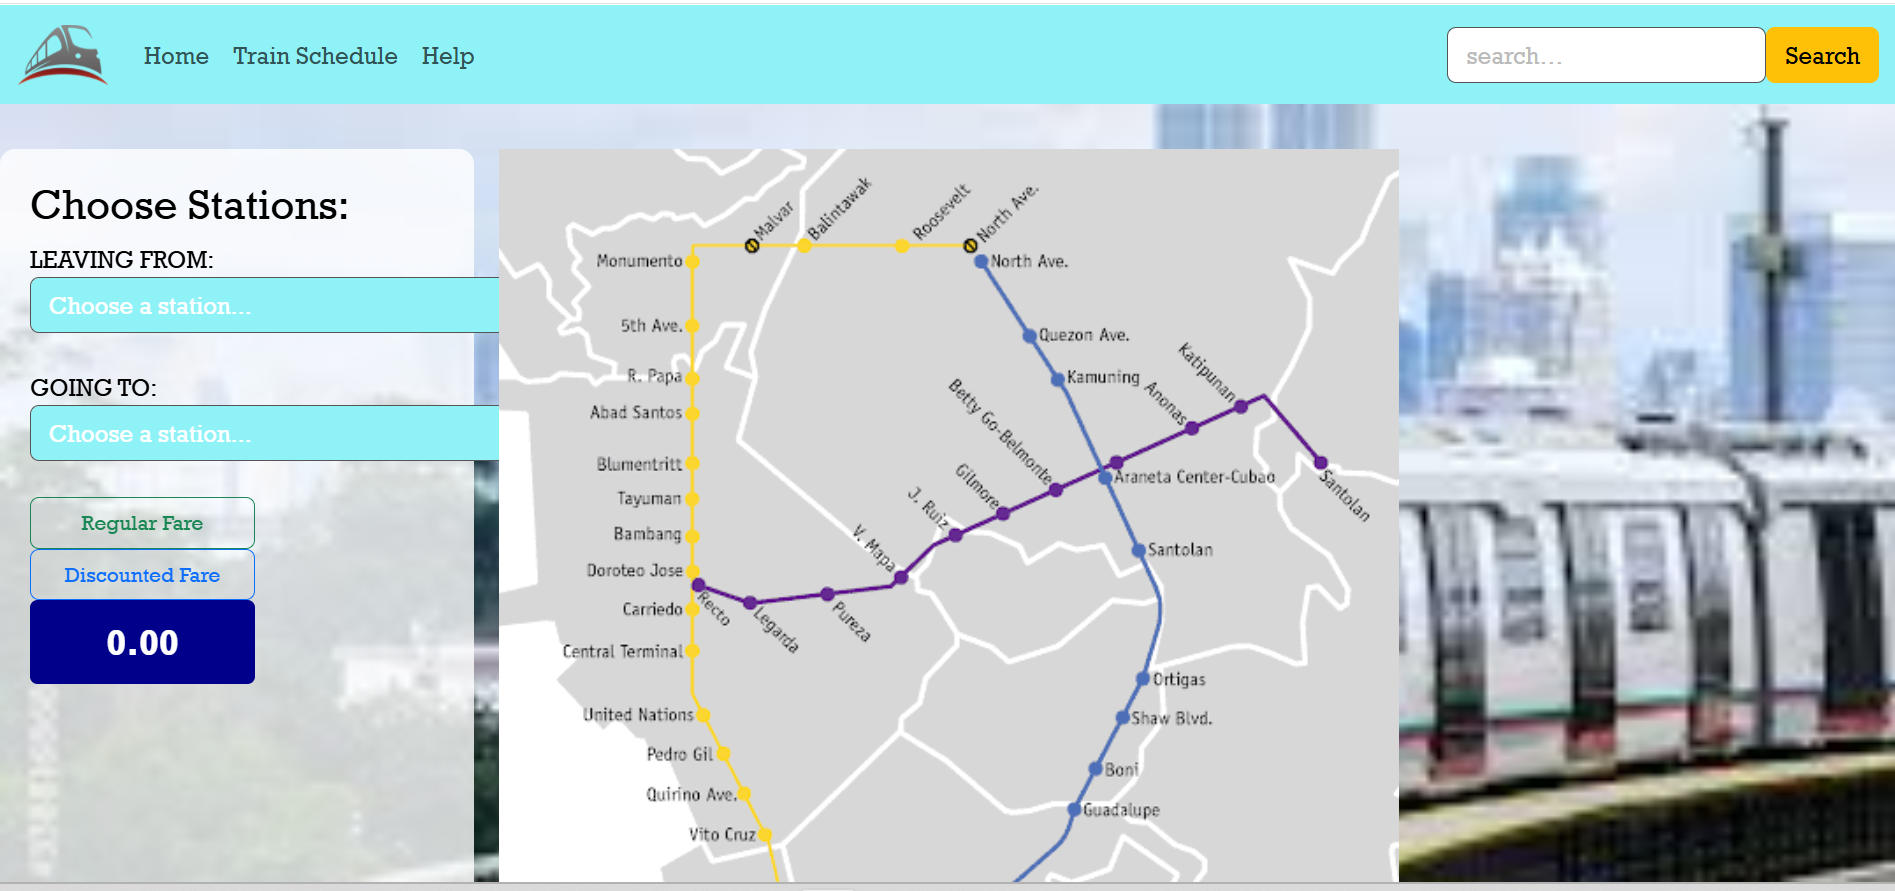 Home Train Schedule Help
search...
Search
Choose Stations:
LEAVING FROM:
Choose a station...
GOING TO:
Choose a station...
Regular Fare
Discounted Fare
0.00
Malvar
Balintawak
Roosevelt
North Ave.
Monumento
North Ave.
5th Ave.
Quezon Ave.
R. Papa
Kamuning
Katipunan
Anonas
Betty Go-Belmonte
Abad Santos
Blumentritt
Gilmore
Araneta Center-Cubao
Santolan
Tayuman
J. Ruiz
Bambang
V. Mapa
Santolan
Doroteo Jose
Carriedo
Recto
Legarda
Pureza
Central Terminal
Ortigas
United Nations
Shaw Blvd.
Pedro Gil
Boni
Quirino Ave.
Guadalupe
Vito Cruz